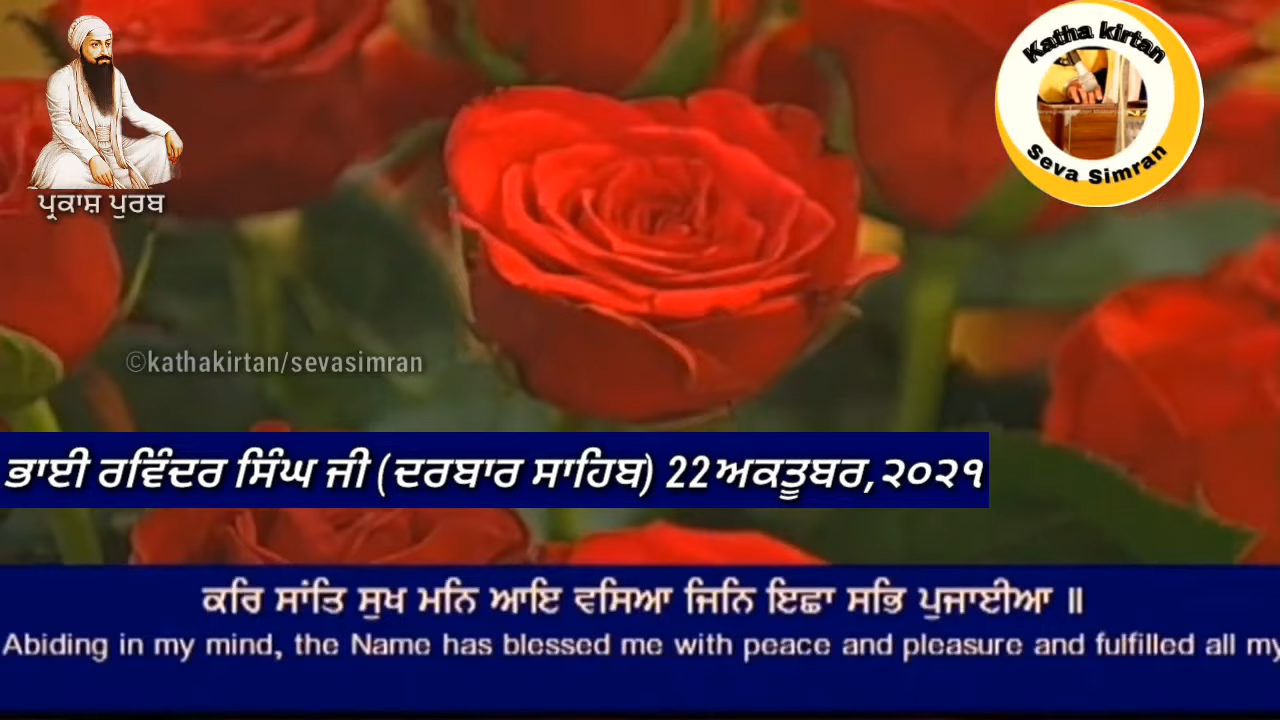 Katha kirtan
Seva Simran
ਪ੍ਰਕਾਸ਼ ਪੁਰਬ
©kathakirtan/sevasimran
ਭਾਈ ਰਵਿੰਦਰ ਸਿੰਘ ਜੀ (ਦਰਬਾਰ ਸਾਹਿਬ) 22ਅਕਤੂਬਰ,੨੦੨੧
ਕਰਿ ਸਾਂਤਿ ਸੁਖ ਮਨਿ ਆਇ ਵਸਿਆ ਜਿਨਿ ਇਛਾ ਸਭਿ ਪੁਜਾਈਆ ॥
Abiding in my mind, the Name has blessed me with peace and pleasure and fulfilled all my